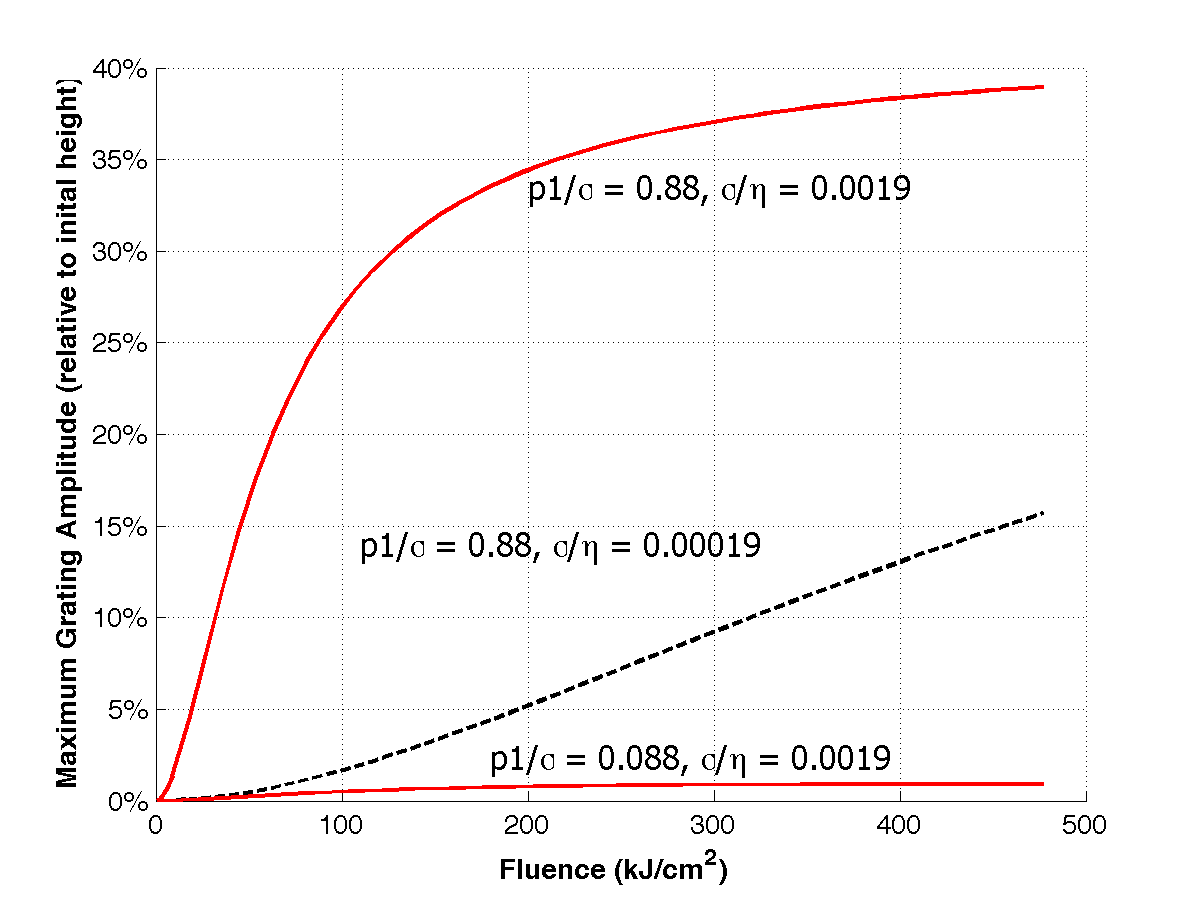 40%
35%
30%
25%
20%
15%
10%
5%
0%
Maximum Grating Amplitude (relative to inital height)
p1/σ = 0.88, σ/η = 0.0019
p1/σ = 0.88, σ/η = 0.00019
p1/σ = 0.088, σ/η = 0.0019
0 100 200 300 400 500
Fluence (kJ/cm²)